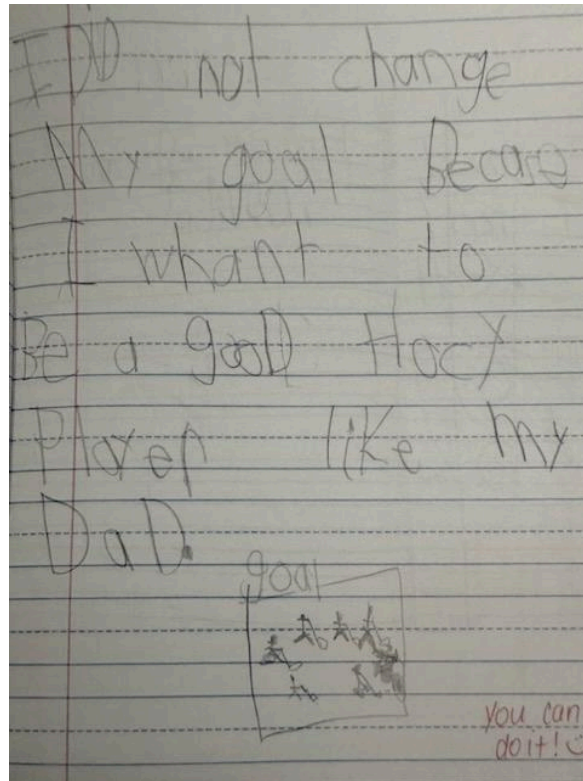 I DiD not change
My goal Becase
I whant to
Be a gooD Hocy
Player like my
DaD.
goal
you can
do it! ☺